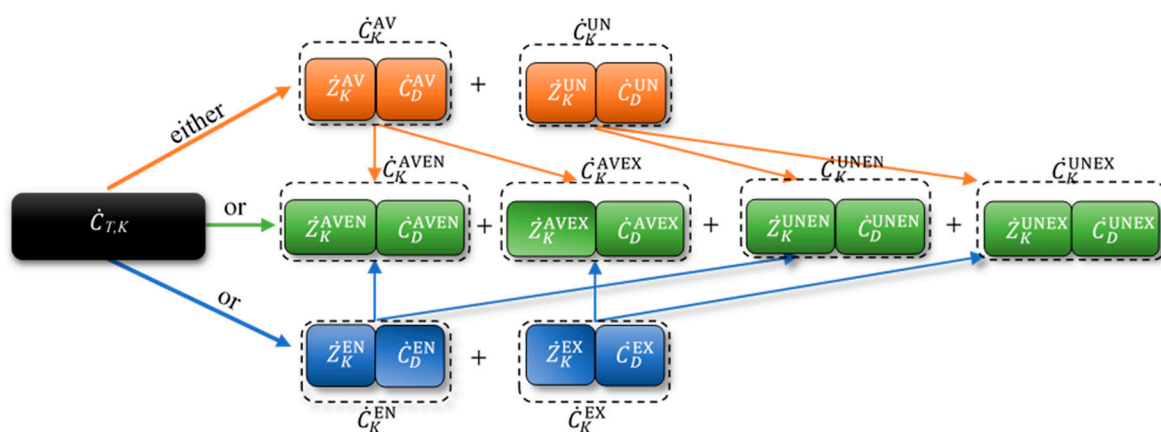 Ċ_K^AV Ċ_K^UN
Ż_K^AV Ċ_D^AV + Ż_K^UN Ċ_D^UN
either
Ċ_K^AVEN Ċ_K^AVEX Ċ_K^UNEN Ċ_K^UNEX
Ċ_T,K or Ż_K^AVEN Ċ_D^AVEN + Ż_K^AVEX Ċ_D^AVEX + Ż_K^UNEN Ċ_D^UNEN + Ż_K^UNEX Ċ_D^UNEX
or
Ż_K^EN Ċ_D^EN + Ż_K^EX Ċ_D^EX
Ċ_K^EN Ċ_K^EX